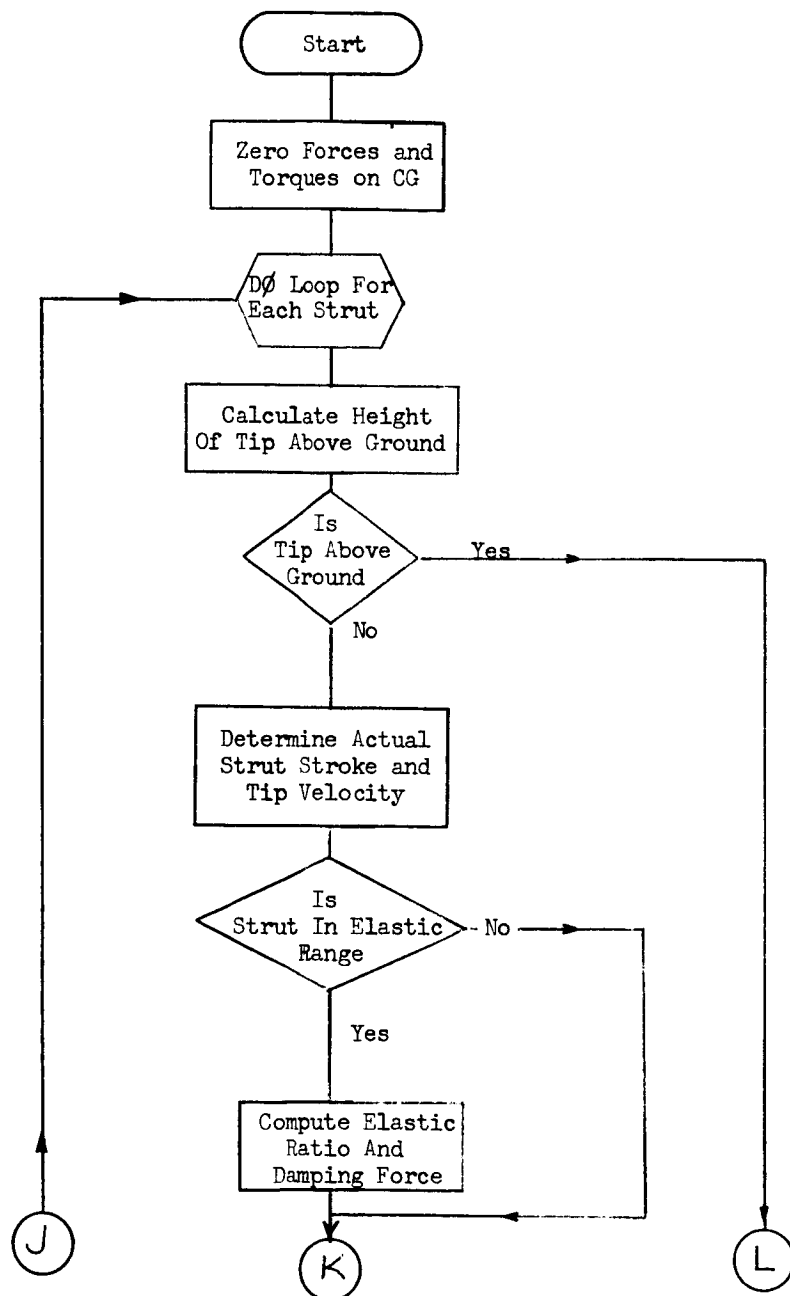 Start
Zero Forces and
Torques on CG
DØ Loop For
Each Strut
Calculate Height
Of Tip Above Ground
Is
Tip Above
Ground
Yes
No
Determine Actual
Strut Stroke and
Tip Velocity
Is
Strut In Elastic
Range
No
Yes
Compute Elastic
Ratio And
Damping Force
J
K
L